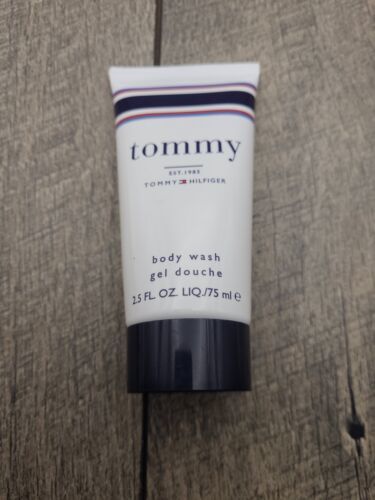 tommy
EST. 1985
TOMMY HILFIGER
body wash
gel douche
2.5 FL. OZ. LIQ./75 ml e